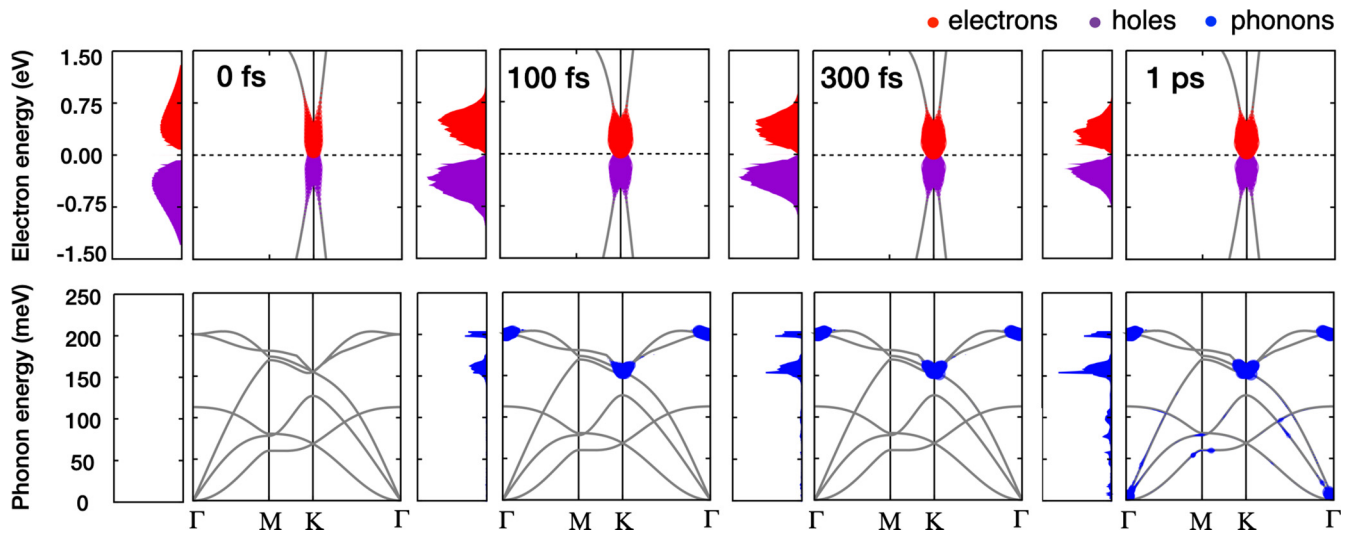 electrons holes phonons
Electron energy (eV)
1.50
0.75
0.00
-0.75
-1.50
0 fs
100 fs
300 fs
1 ps
Phonon energy (meV)
250
200
150
100
50
0
Γ M K Γ
Γ M K Γ
Γ M K Γ
Γ M K Γ